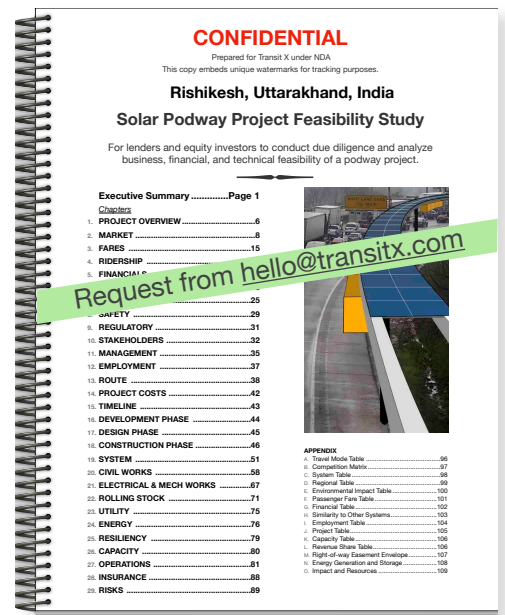 CONFIDENTIAL
Prepared for Transit X under NDA
This copy embeds unique watermarks for tracking purposes.
Rishikesh, Uttarakhand, India
Solar Podway Project Feasibility Study
For lenders and equity investors to conduct due diligence and analyze
business, financial, and technical feasibility of a podway project.
Executive Summary ..............Page 1
Chapters
1. PROJECT OVERVIEW ..................................6
2. MARKET ..................................................8
3. FARES ..................................................15
4. RIDERSHIP
5. FINANCIALS
Request from hello@transitx.com
25
8. SAFETY ..................................................29
9. REGULATORY ..........................................31
10. STAKEHOLDERS ......................................32
11. MANAGEMENT ........................................35
12. EMPLOYMENT ........................................37
13. ROUTE ..................................................38
14. PROJECT COSTS ....................................42
15. TIMELINE ..............................................43
16. DEVELOPMENT PHASE ............................44
17. DESIGN PHASE ......................................45
18. CONSTRUCTION PHASE ..........................46
19. SYSTEM ................................................51
20. CIVIL WORKS ........................................58
21. ELECTRICAL & MECH WORKS ................67
22. ROLLING STOCK ....................................71
23. UTILITY ................................................75
24. ENERGY ................................................76
25. RESILIENCY ..........................................79
26. CAPACITY ..............................................80
27. OPERATIONS ..........................................81
28. INSURANCE ............................................88
29. RISKS ....................................................89
APPENDIX
A. Travel Mode Table ......................................96
B. Competition Matrix ......................................97
C. System Table ..............................................98
D. Regional Table ............................................99
E. Environmental Impact Table ......................100
F. Passenger Fare Table ................................101
G. Financial Table ..........................................102
H. Similarity to Other Systems ......................103
I. Employment Table ......................................104
J. Project Table ..............................................105
K. Capacity Table ..........................................106
L. Revenue Share Table ................................106
M. Right-of-way Easement Envelope ............107
N. Energy Generation and Storage ..............108
O. Impact and Resources ..............................109